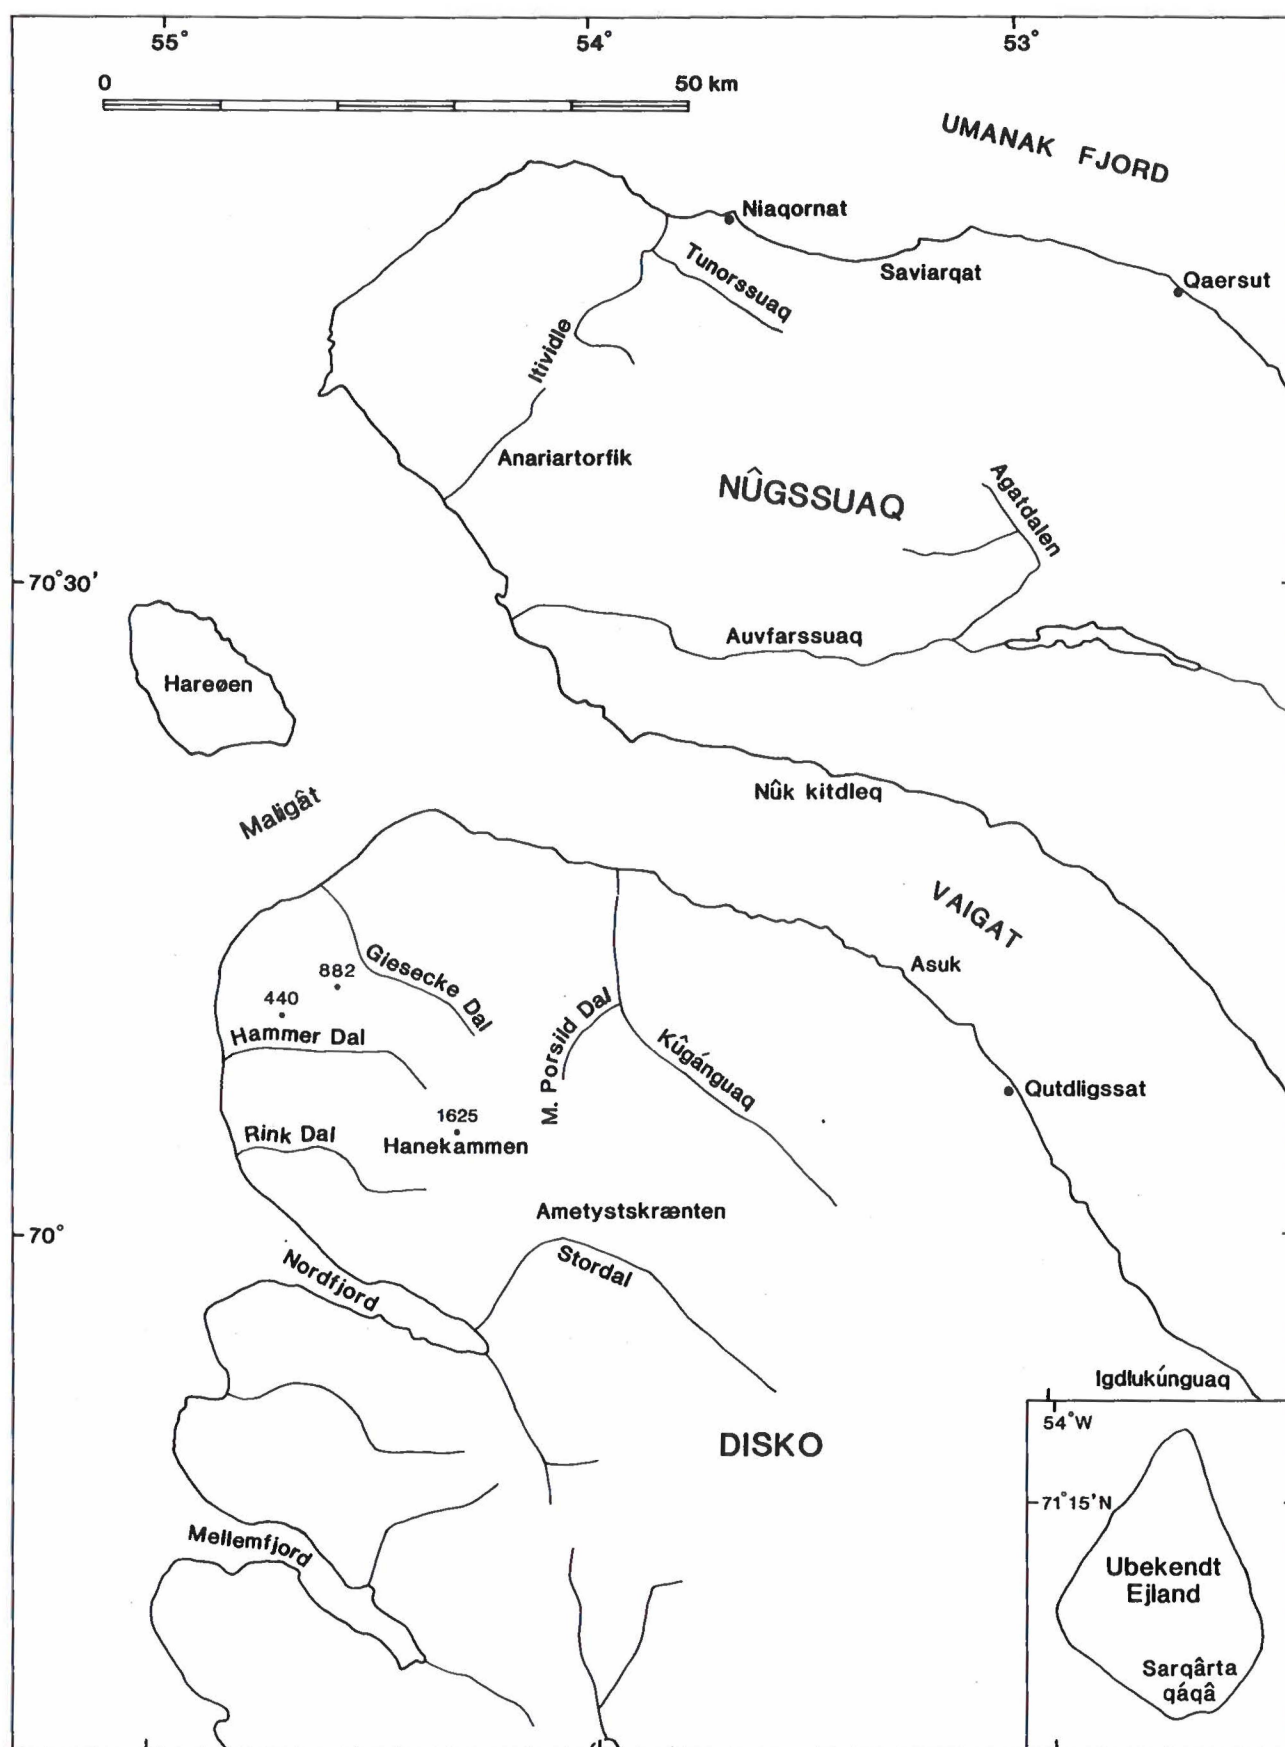 55°
54°
53°
0
50 km
UMANAK FJORD
Niaqornat
Tunorssuaq
Saviarqat
Qaersut
Itividle
Anariartorfik
NÛGSSUAQ
Agatdalen
70°30'
Auvfarssuaq
Hareøen
Maligât
Nûk kitdleq
VAIGAT
Asuk
Giesecke Dal
882
440
Hammer Dal
M. Porsild Dal
Kûgánguaq
Qutdligssat
1625
Hanekammen
Rink Dal
Ametystskrænten
70°
Stordal
Nordfjord
Igdlukúnguaq
DISKO
54°W
71°15'N
Mellemfjord
Ubekendt
Ejland
Sarqârta
qáqâ